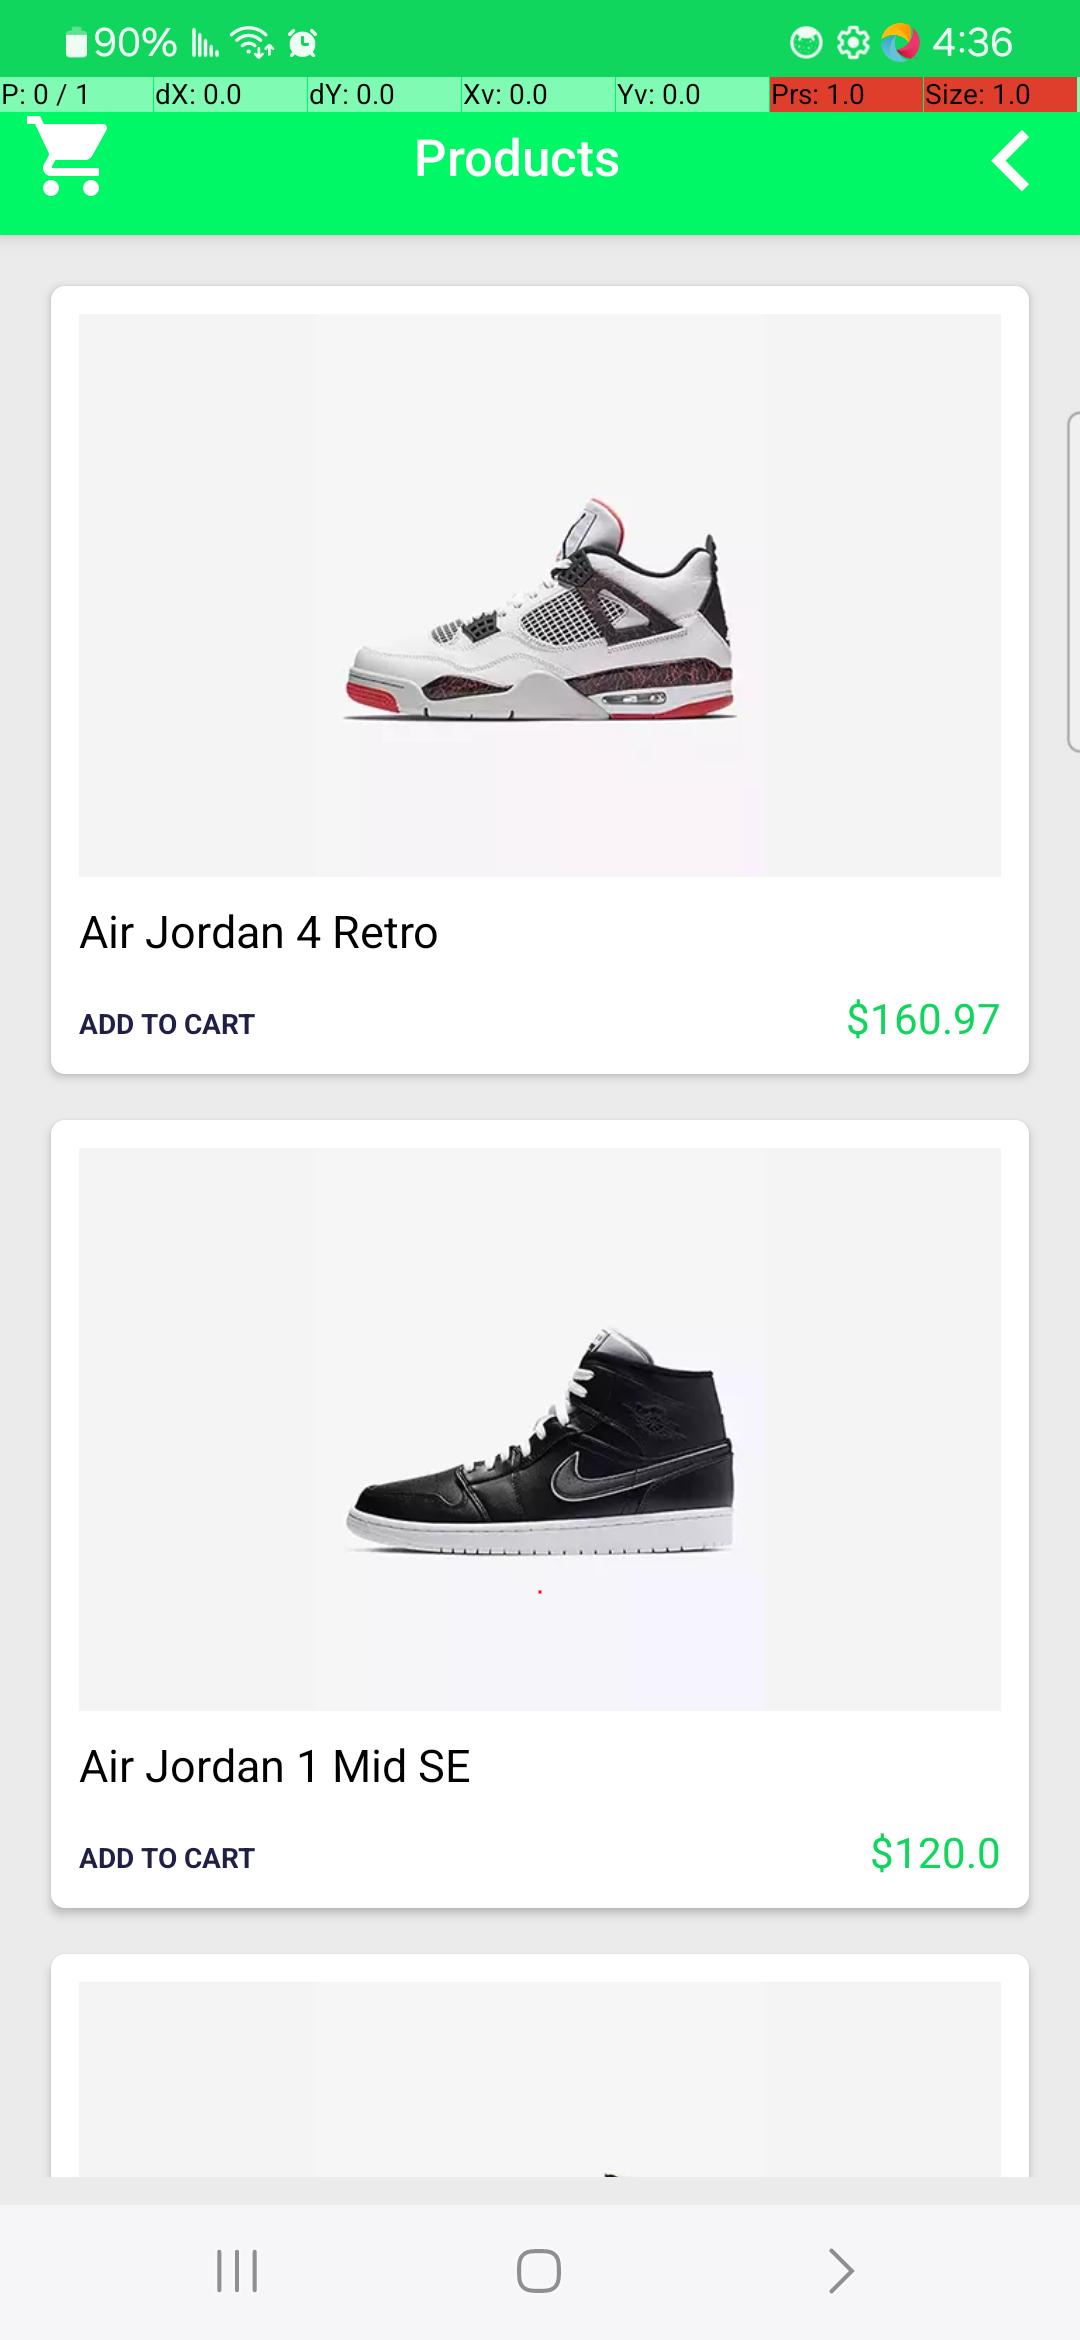 90% 4:36
P: 0 / 1 dX: 0.0 dY: 0.0 Xv: 0.0 Yv: 0.0 Prs: 1.0 Size: 1.0
Products
Air Jordan 4 Retro
ADD TO CART $160.97
Air Jordan 1 Mid SE
ADD TO CART $120.0